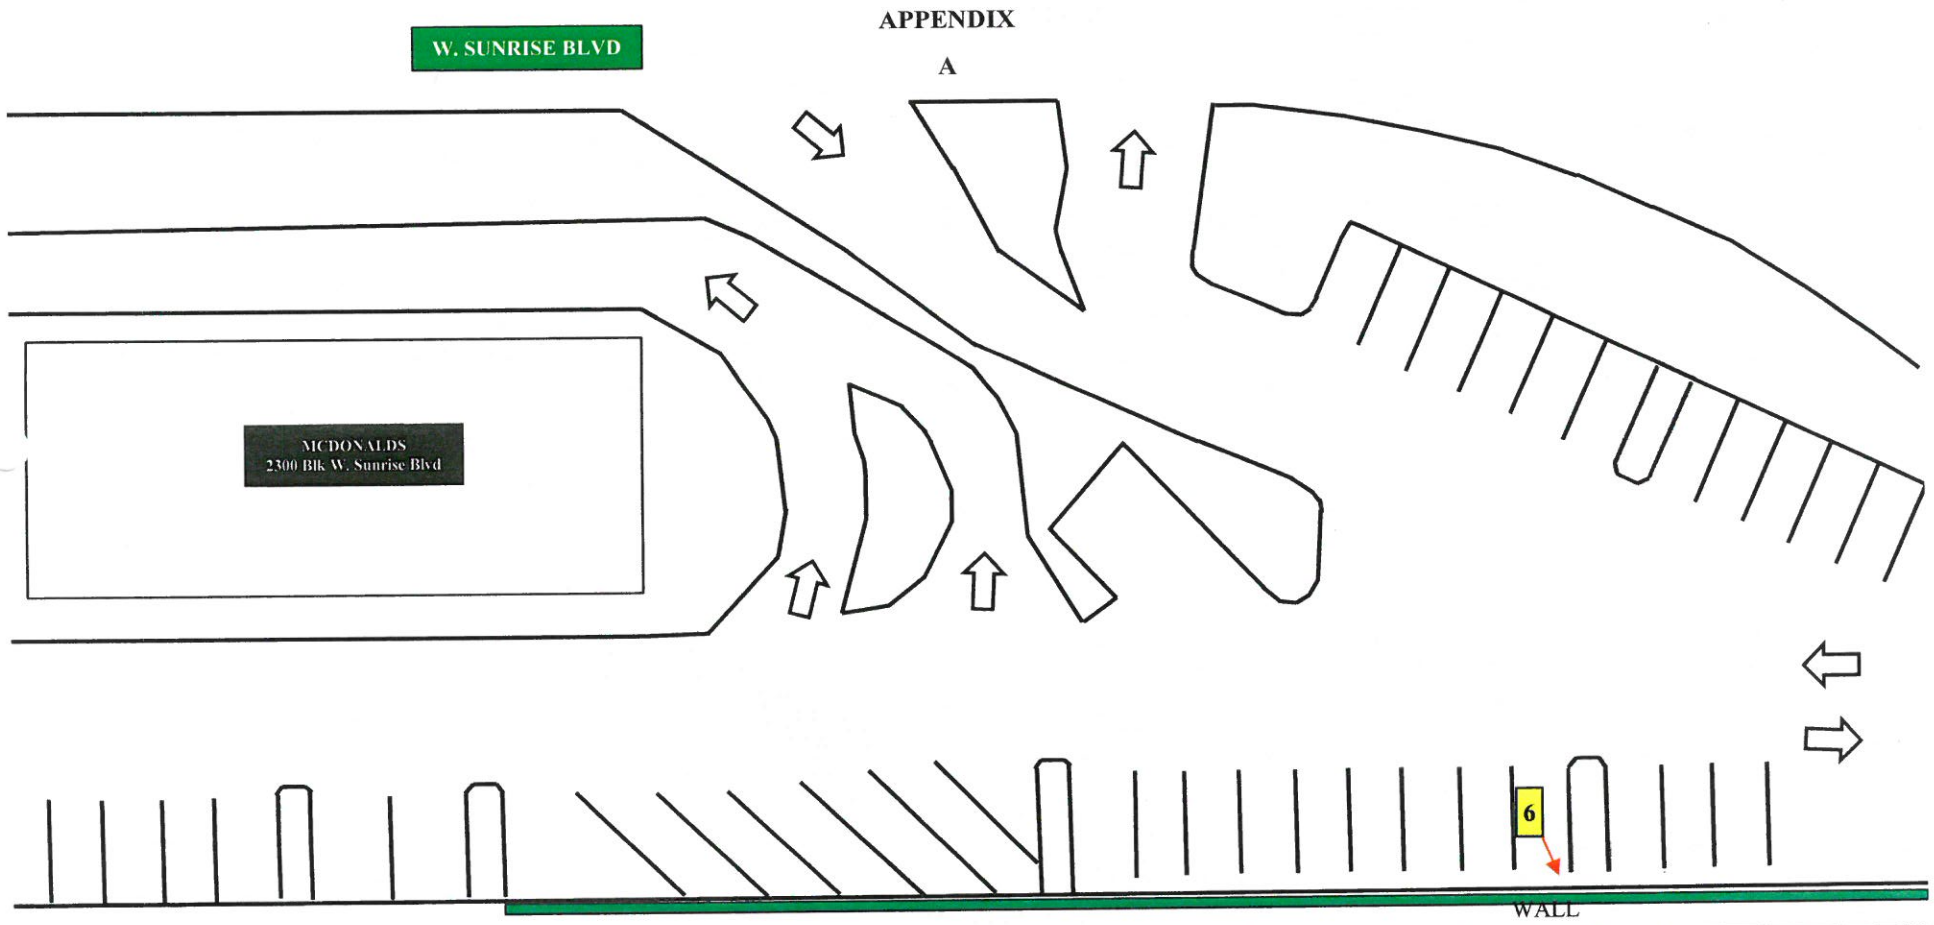 APPENDIX
W. SUNRISE BLVD
A
MCDONALDS
2300 Blk W. Sunrise Blvd
6
WALL